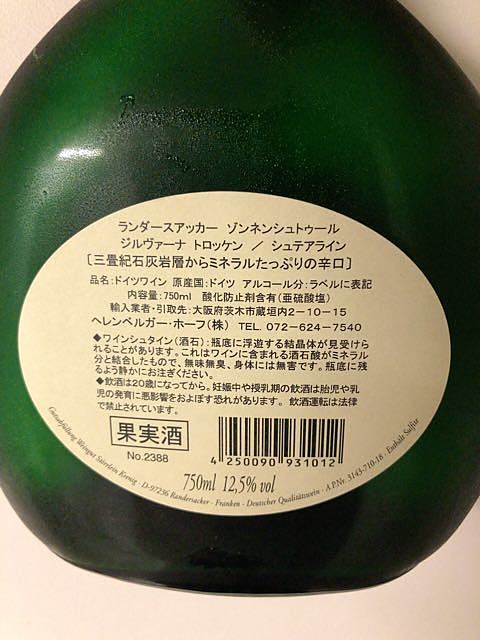 ランダースアッカー ゾンネンシュトゥール
ジルヴァーナ トロッケン / シュテアライン
[三畳紀石灰岩層からミネラルたっぷりの辛口]
品名:ドイツワイン 原産国:ドイツ アルコール分:ラベルに表記
内容量:750ml 酸化防止剤含有(亜硫酸塩)
輸入業者・引取先:大阪府茨木市蔵垣内2-10-15
ヘレンベルガー・ホーフ(株) TEL. 072-624-7540
◆ワインシュタイン(酒石):瓶底に浮遊する結晶体が見受けら
れることがあります。これはワインに含まれる酒石酸がミネラル
分と結合したもので、無味無臭、身体には無害です。瓶底に残
るよう静かにお注ぎください。
◆飲酒は20歳になってから。妊娠中や授乳期の飲酒は胎児や乳
児の発育に悪影響をおよぼす恐れがあります。飲酒運転は法律
で禁止されています。
果実酒
No.2388
4 250090 931012
750ml 12,5% vol
Gutsabfüllung Weingut Störrlein Krenig · D-97236 Randersacker · Franken · Deutscher Qualitätswein · A.P.Nr. 3143-710-18 · Enthält Sulfite